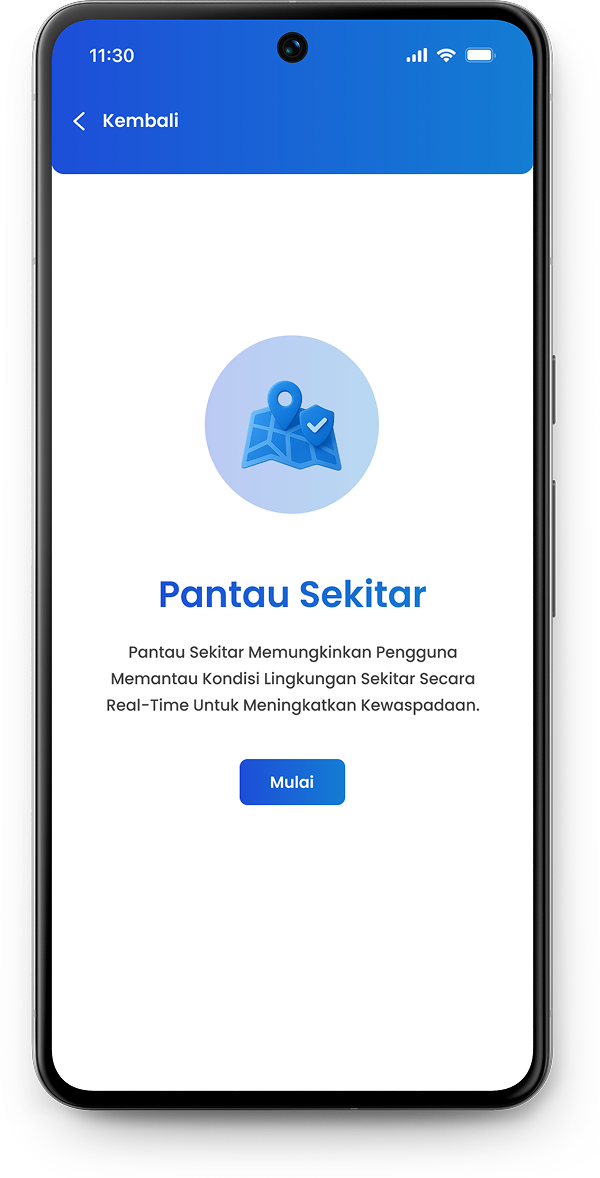 11:30
Kembali
Pantau Sekitar
Pantau Sekitar Memungkinkan Pengguna
Memantau Kondisi Lingkungan Sekitar Secara
Real-Time Untuk Meningkatkan Kewaspadaan.
Mulai